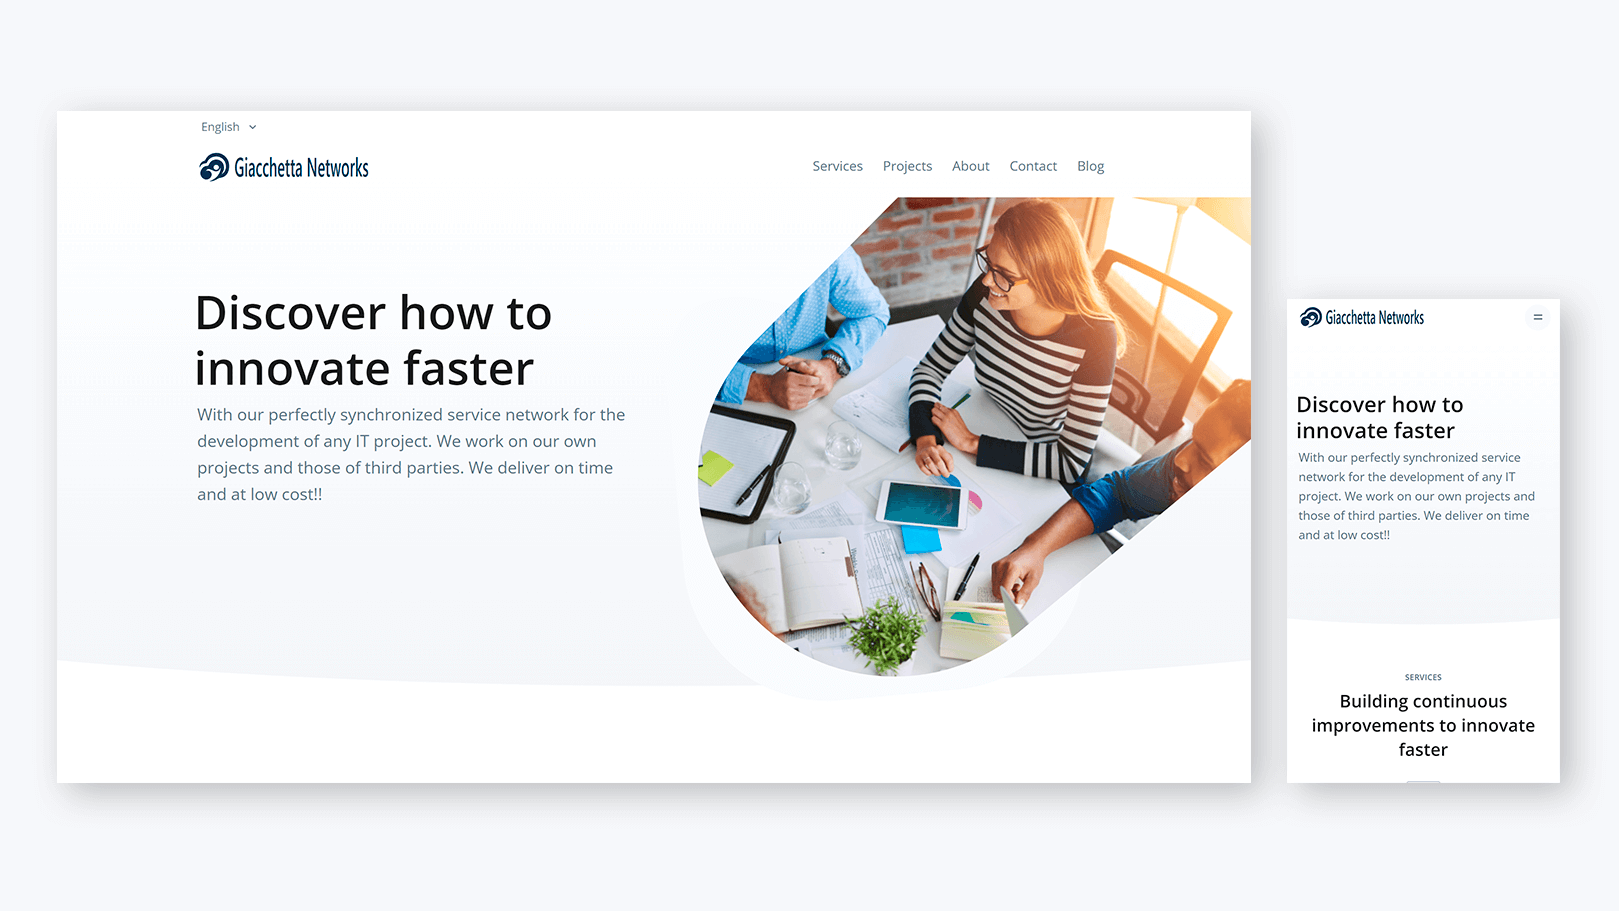 English
Giacchetta Networks
Services Projects About Contact Blog
Discover how to
innovate faster
With our perfectly synchronized service network for the
development of any IT project. We work on our own
projects and those of third parties. We deliver on time
and at low cost!!
Giacchetta Networks
Discover how to
innovate faster
With our perfectly synchronized service
network for the development of any IT
project. We work on our own projects and
those of third parties. We deliver on time
and at low cost!!
SERVICES
Building continuous
improvements to innovate
faster